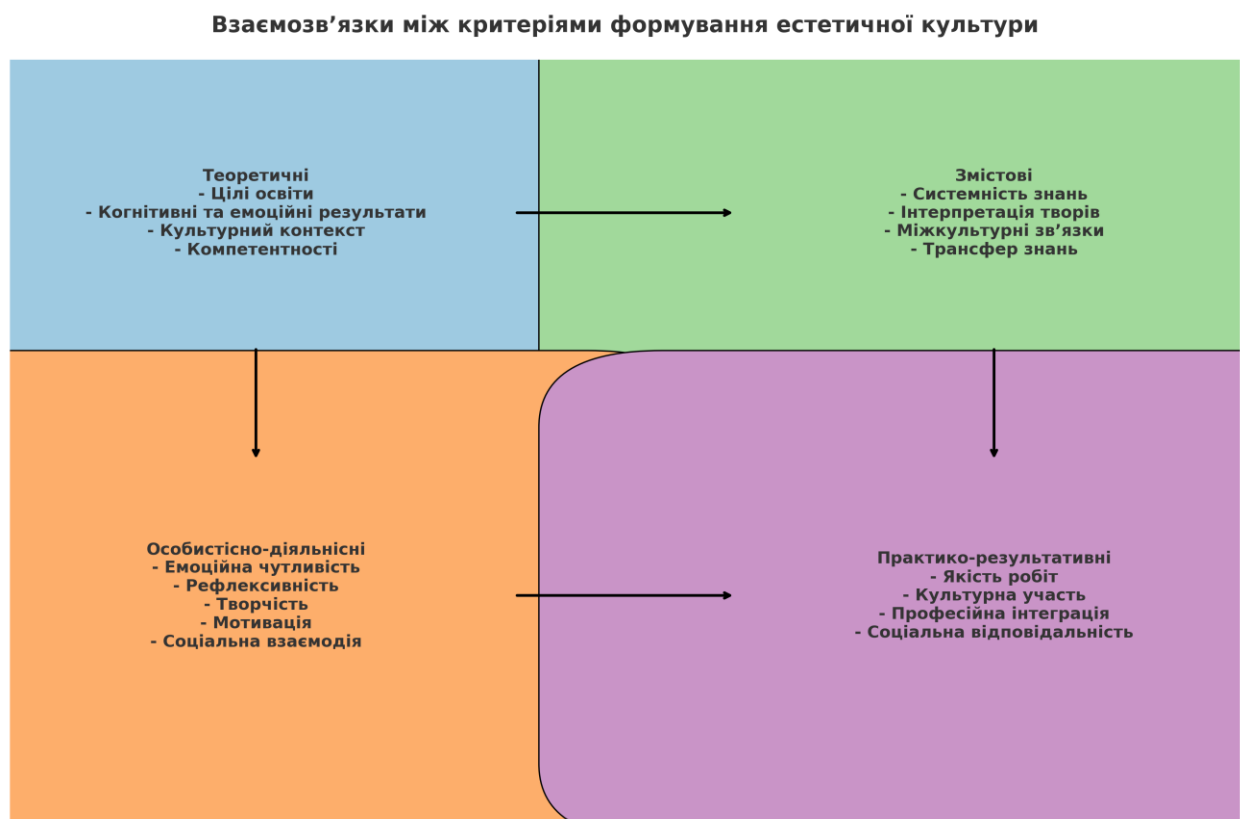 Взаємозв’язки між критеріями формування естетичної культури
Теоретичні
- Цілі освіти
- Когнітивні та емоційні результати
- Культурний контекст
- Компетентності
Змістові
- Системність знань
- Інтерпретація творів
- Міжкультурні зв’язки
- Трансфер знань
Особистісно-діяльнісні
- Емоційна чутливість
- Рефлексивність
- Творчість
- Мотивація
- Соціальна взаємодія
Практико-результативні
- Якість робіт
- Культурна участь
- Професійна інтеграція
- Соціальна відповідальність